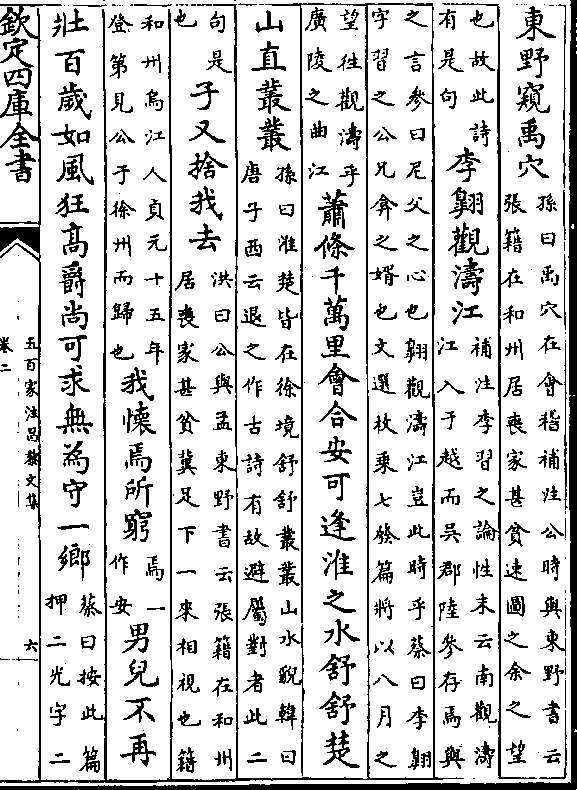 東野窺禹穴
孫曰禹穴在會稽補注公時與東野書云
張籍在和州居喪家甚貧速圖之余之望
也故此詩
有是句
李翺觀濤江
補注李習之論性末云南觀濤
江入于越而吳郡陸參存焉與
之言參曰尼父之心也翺觀濤江豈此時乎蔡曰李翺
字習之公兄弇之婿也文選枚乗七發篇將以八月之
望往觀濤乎
廣陵之曲江
蕭條千萬里會合安可逢淮之水舒舒楚
山直叢叢
孫曰淮楚皆在徐境舒舒叢叢山水貌韓曰
唐子西云退之作古詩有故避屬對者此二
句是
也
子又捨我去
洪曰公與孟東野書云張籍在和州
居喪家甚貧冀足下一來相視也籍
和州烏江人貞元十五年
登第見公于徐州而歸也
我懷焉所窮
焉一
作安
男兒不再
壯百歲如風狂高爵尚可求無為守一鄉
蔡曰按此篇
押二光字二
欽定四庫全書
五百家注昌黎文集
卷二
六